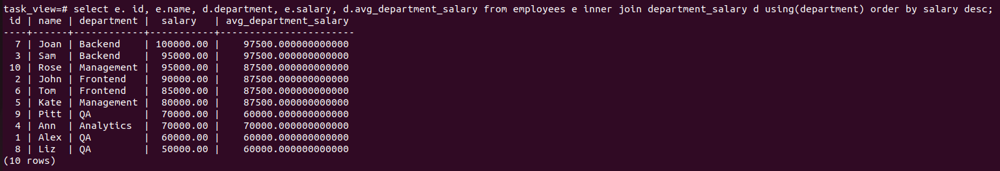 task_view=# select e. id, e.name, d.department, e.salary, d.avg_department_salary from employees e inner join department_salary d using(department) order by salary desc;
 id | name | department |  salary   | avg_department_salary
----+------+------------+-----------+-----------------------
  7 | Joan | Backend    | 100000.00 |    97500.000000000000
  3 | Sam  | Backend    |  95000.00 |    97500.000000000000
 10 | Rose | Management |  95000.00 |    87500.000000000000
  2 | John | Frontend   |  90000.00 |    87500.000000000000
  6 | Tom  | Frontend   |  85000.00 |    87500.000000000000
  5 | Kate | Management |  80000.00 |    87500.000000000000
  9 | Pitt | QA         |  70000.00 |    60000.000000000000
  4 | Ann  | Analytics  |  70000.00 |    70000.000000000000
  1 | Alex | QA         |  60000.00 |    60000.000000000000
  8 | Liz  | QA         |  50000.00 |    60000.000000000000
(10 rows)